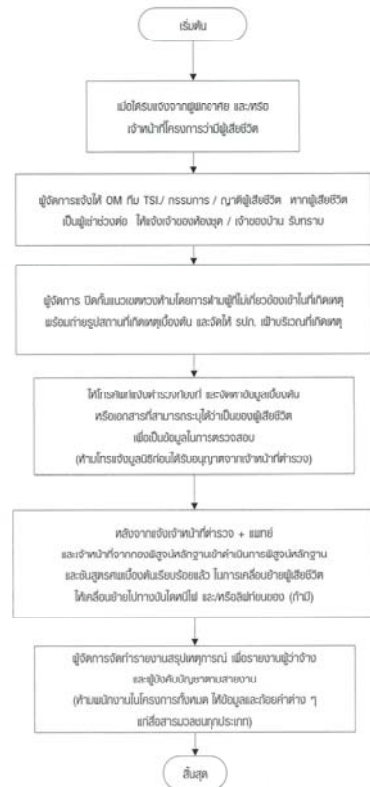 เริ่มต้น
เมื่อได้รับแจ้งจากผู้พักอาศัย และ/หรือ
เจ้าหน้าที่โครงการว่ามีผู้เสียชีวิต
ผู้จัดการแจ้งให้ OM ทีม TSI./ กรรมการ / ญาติผู้เสียชีวิต หากผู้เสียชีวิต
เป็นผู้เช่าช่วงต่อ ให้แจ้งเจ้าของห้องชุด / เจ้าของบ้าน รับทราบ
ผู้จัดการ ปิดกั้นแนวเขตหวงห้ามโดยการห้ามผู้ที่ไม่เกี่ยวข้องเข้าในที่เกิดเหตุ
พร้อมถ่ายรูปสถานที่เกิดเหตุเบื้องต้น และจัดให้ รปภ. เฝ้าบริเวณที่เกิดเหตุ
ให้โทรศัพท์แจ้งตำรวจท้องที่ และจัดหาข้อมูลเบื้องต้น
หรือเอกสารที่สามารถระบุได้ว่าเป็นของผู้เสียชีวิต
เพื่อเป็นข้อมูลในการตรวจสอบ
(ห้ามโทรแจ้งมูลนิธิก่อนได้รับอนุญาตจากเจ้าหน้าที่ตำรวจ)
หลังจากแจ้งเจ้าหน้าที่ตำรวจ + แพทย์
และเจ้าหน้าที่จากกองพิสูจน์หลักฐานเข้าดำเนินการพิสูจน์หลักฐาน
และชันสูตรศพเบื้องต้นเรียบร้อยแล้ว ในการเคลื่อนย้ายผู้เสียชีวิต
ให้เคลื่อนย้ายไปทางบันไดหนีไฟ และ/หรือลิฟท์ขนของ (ถ้ามี)
ผู้จัดการจัดทำรายงานสรุปเหตุการณ์ เพื่อรายงานผู้ว่าจ้าง
และผู้บังคับบัญชาตามสายงาน
(ห้ามพนักงานในโครงการทั้งหมด ให้ข้อมูลและถ้อยคำต่าง ๆ
แก่สื่อสารมวลชนทุกประเภท)
สิ้นสุด